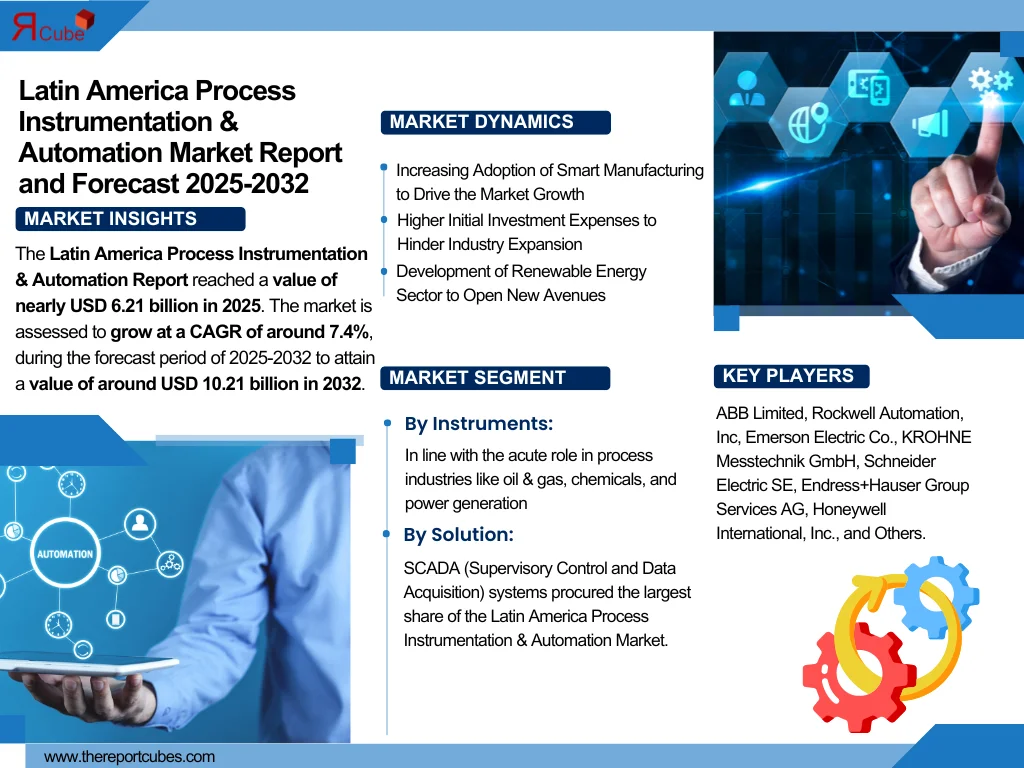 ЯCube
Latin America Process
Instrumentation &
Automation Market Report
and Forecast 2025-2032
MARKET INSIGHTS
The Latin America Process Instrumentation
& Automation Report reached a value of
nearly USD 6.21 billion in 2025. The market is
assessed to grow at a CAGR of around 7.4%,
during the forecast period of 2025-2032 to attain
a value of around USD 10.21 billion in 2032.
AUTOMATION
MARKET DYNAMICS
Increasing Adoption of Smart Manufacturing
to Drive the Market Growth
Higher Initial Investment Expenses to
Hinder Industry Expansion
Development of Renewable Energy
Sector to Open New Avenues
MARKET SEGMENT
By Instruments:
In line with the acute role in process
industries like oil & gas, chemicals, and
power generation
By Solution:
SCADA (Supervisory Control and Data
Acquisition) systems procured the largest
share of the Latin America Process
Instrumentation & Automation Market.
KEY PLAYERS
ABB Limited, Rockwell Automation,
Inc, Emerson Electric Co., KROHNE
Messtechnik GmbH, Schneider
Electric SE, Endress+Hauser Group
Services AG, Honeywell
International, Inc., and Others.
www.thereportcubes.com